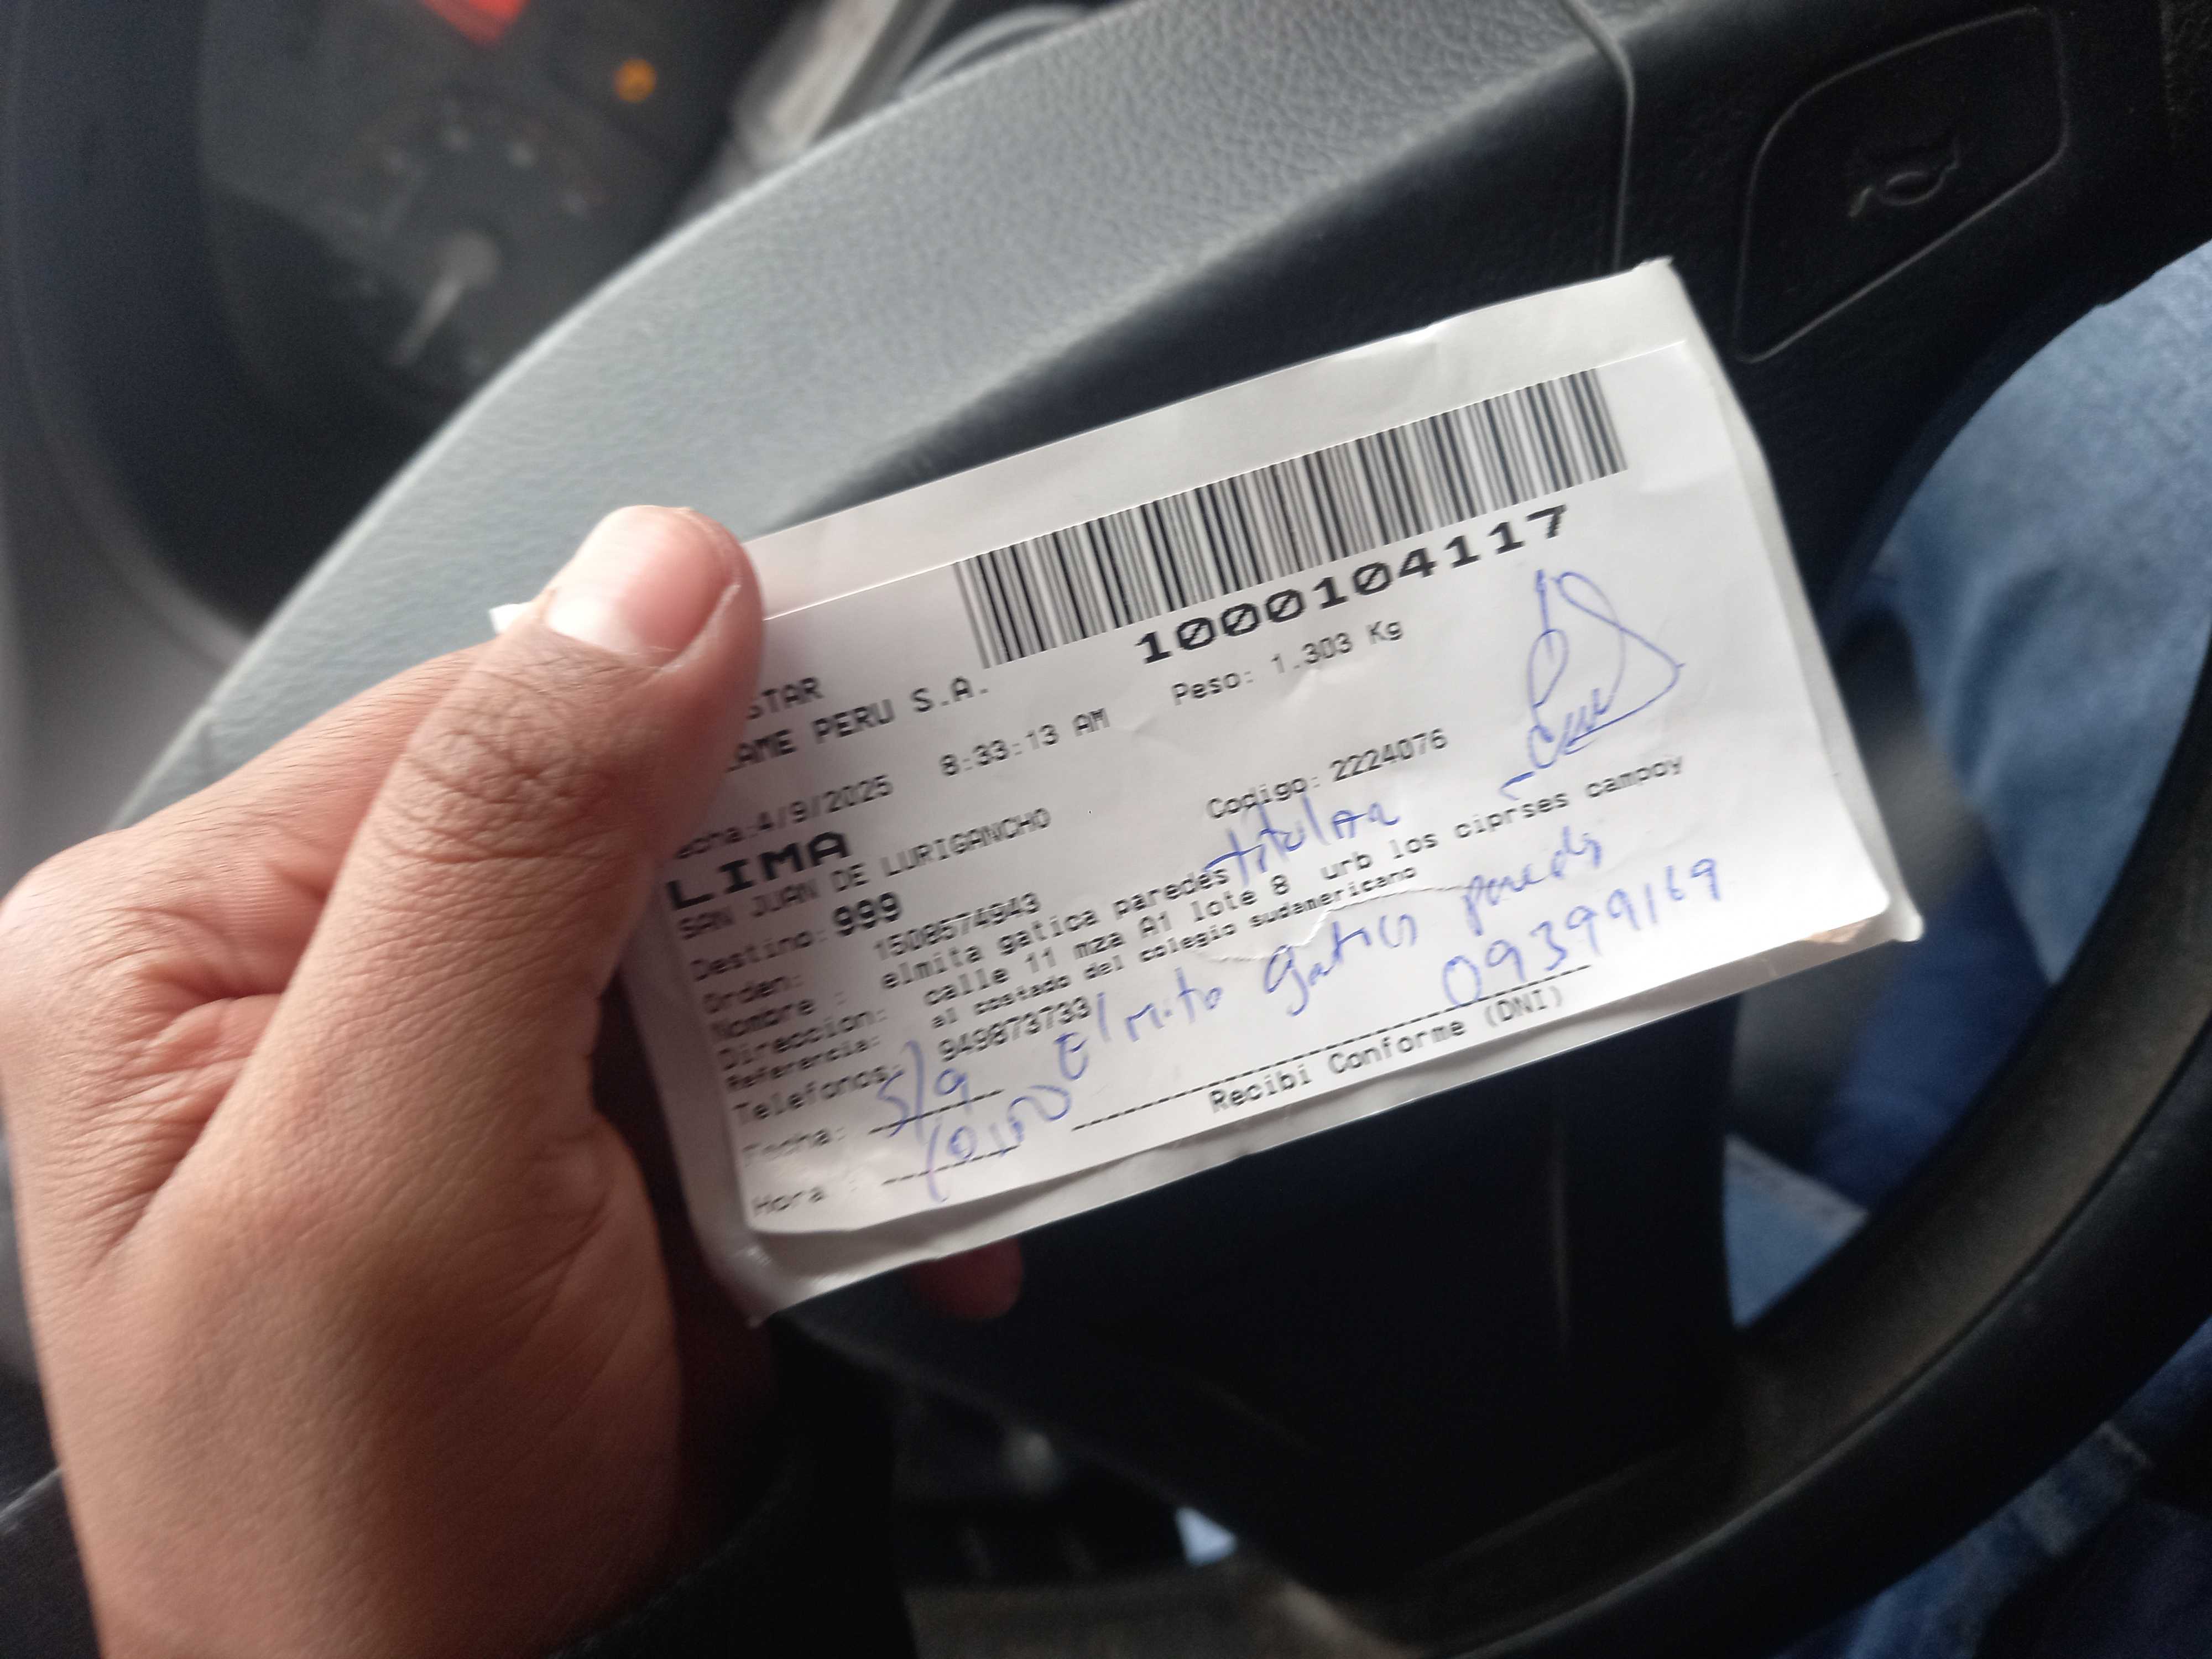 1000104117
STAR
AME PERU S.A.
Peso: 1.303 Kg
echa:4/9/2025 8:33:13 AM
LIMA
Codigo: 2224076
SAN JUAN DE LURIGANCHO
Destino: 999
Orden: 1508574943
Nombre : elmita gatica paredes titular
Direccion: calle 11 mza A1 lote 8 urb los ciprses campoy
Referencia: al costado del colegio sudamericano
Telefonos: 949873733
elmita gatica paredes
Fecha: 5/9
09399169
Hora :
Recibi Conforme (DNI)